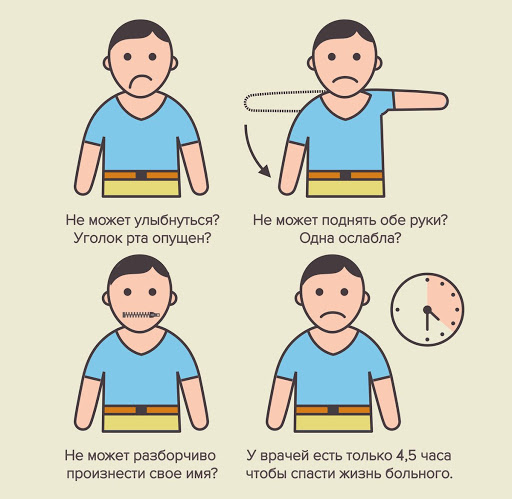 Не может улыбнуться?
Уголок рта опущен?
Не может поднять обе руки?
Одна ослабла?
Не может разборчиво
произнести свое имя?
У врачей есть только 4,5 часа
чтобы спасти жизнь больного.